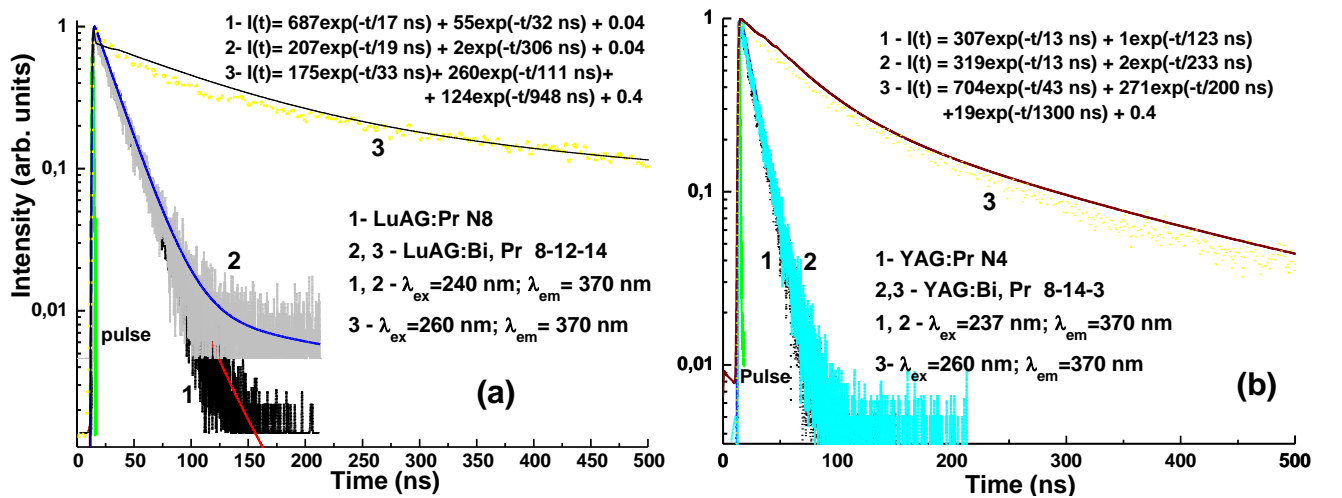 1- I(t)= 687exp(-t/17 ns) + 55exp(-t/32 ns) + 0.04
2- I(t)= 207exp(-t/19 ns) + 2exp(-t/306 ns) + 0.04
3- I(t)= 175exp(-t/33 ns)+ 260exp(-t/111 ns)+
+ 124exp(-t/948 ns) + 0.4
1
0,1
0,01
Intensity (arb. units)
3
2
1
pulse
1- LuAG:Pr N8
2, 3 - LuAG:Bi, Pr 8-12-14
1, 2 - λex=240 nm; λem= 370 nm
3 - λex=260 nm; λem= 370 nm
(a)
0 50 100 150 200 250 300 350 400 450 500
Time (ns)
1 - I(t) = 307exp(-t/13 ns) + 1exp(-t/123 ns)
2 - I(t) = 319exp(-t/13 ns) + 2exp(-t/233 ns)
3 - I(t) = 704exp(-t/43 ns) + 271exp(-t/200 ns)
+19exp(-t/1300 ns) + 0.4
1
0,1
0,01
3
1 2
Pulse
1- YAG:Pr N4
2,3 - YAG:Bi, Pr 8-14-3
1, 2 - λex=237 nm; λem=370 nm
3- λex=260 nm; λem=370 nm
(b)
0 100 200 300 400 500
Time (ns)